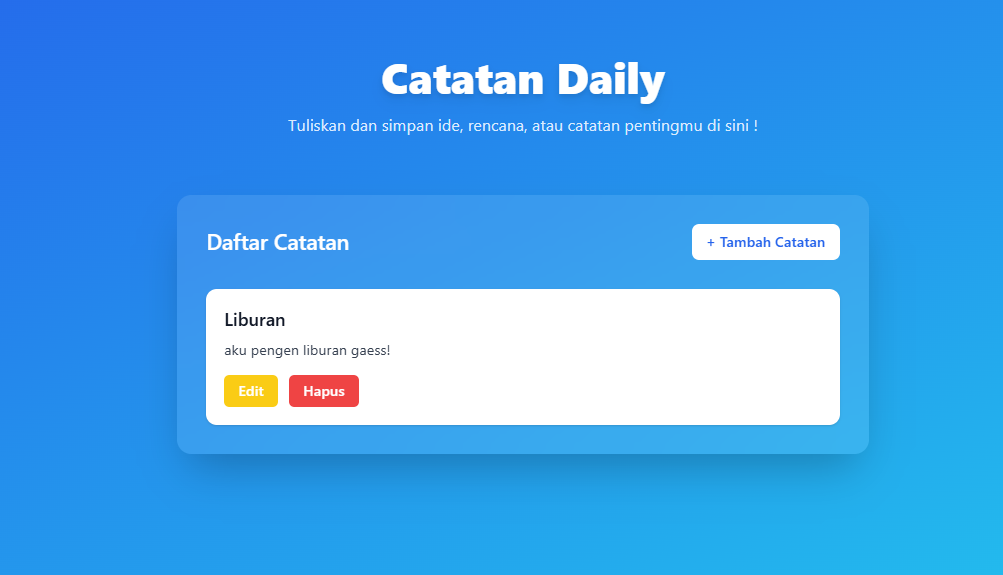 Catatan Daily
Tuliskan dan simpan ide, rencana, atau catatan pentingmu di sini !
Daftar Catatan
+ Tambah Catatan
Liburan
aku pengen liburan gaess!
Edit
Hapus